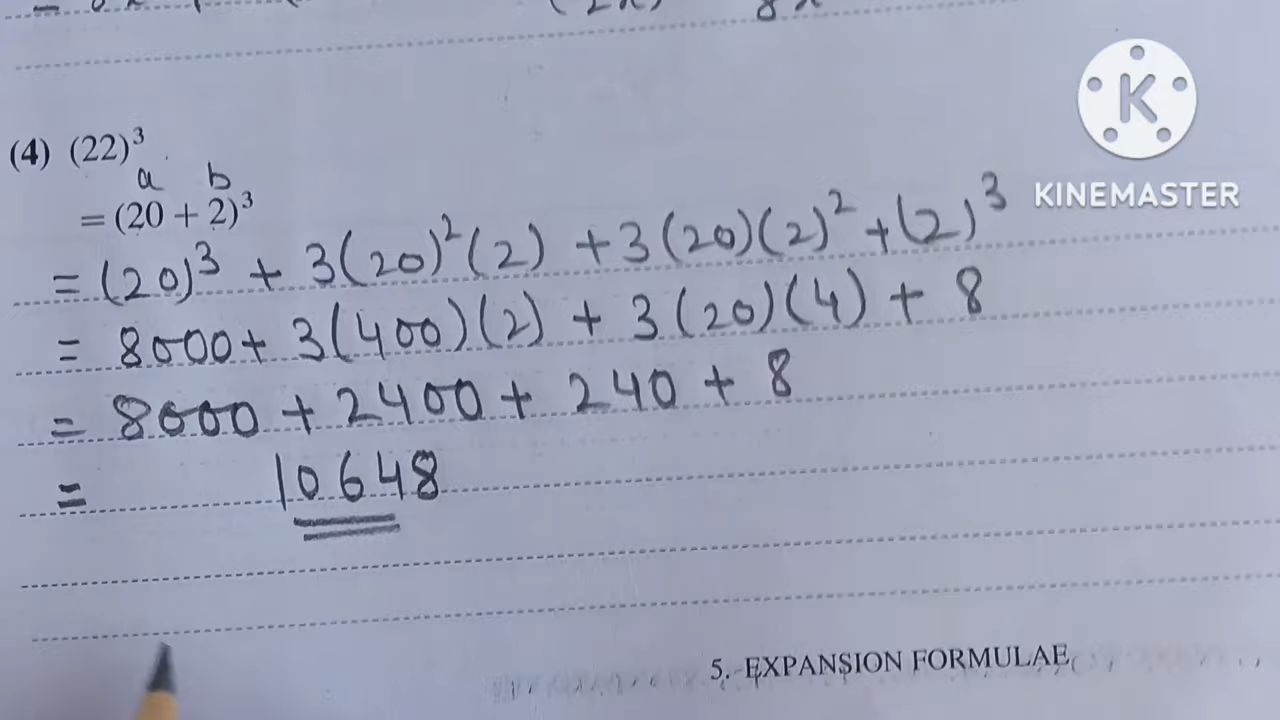 (4) (22)³
a b
= (20 + 2)³
= (20)³ + 3(20)²(2) + 3(20)(2)² + (2)³
= 8000 + 3(400)(2) + 3(20)(4) + 8
= 8000 + 2400 + 240 + 8
= 10648
5. EXPANSION FORMULAE
KINEMASTER